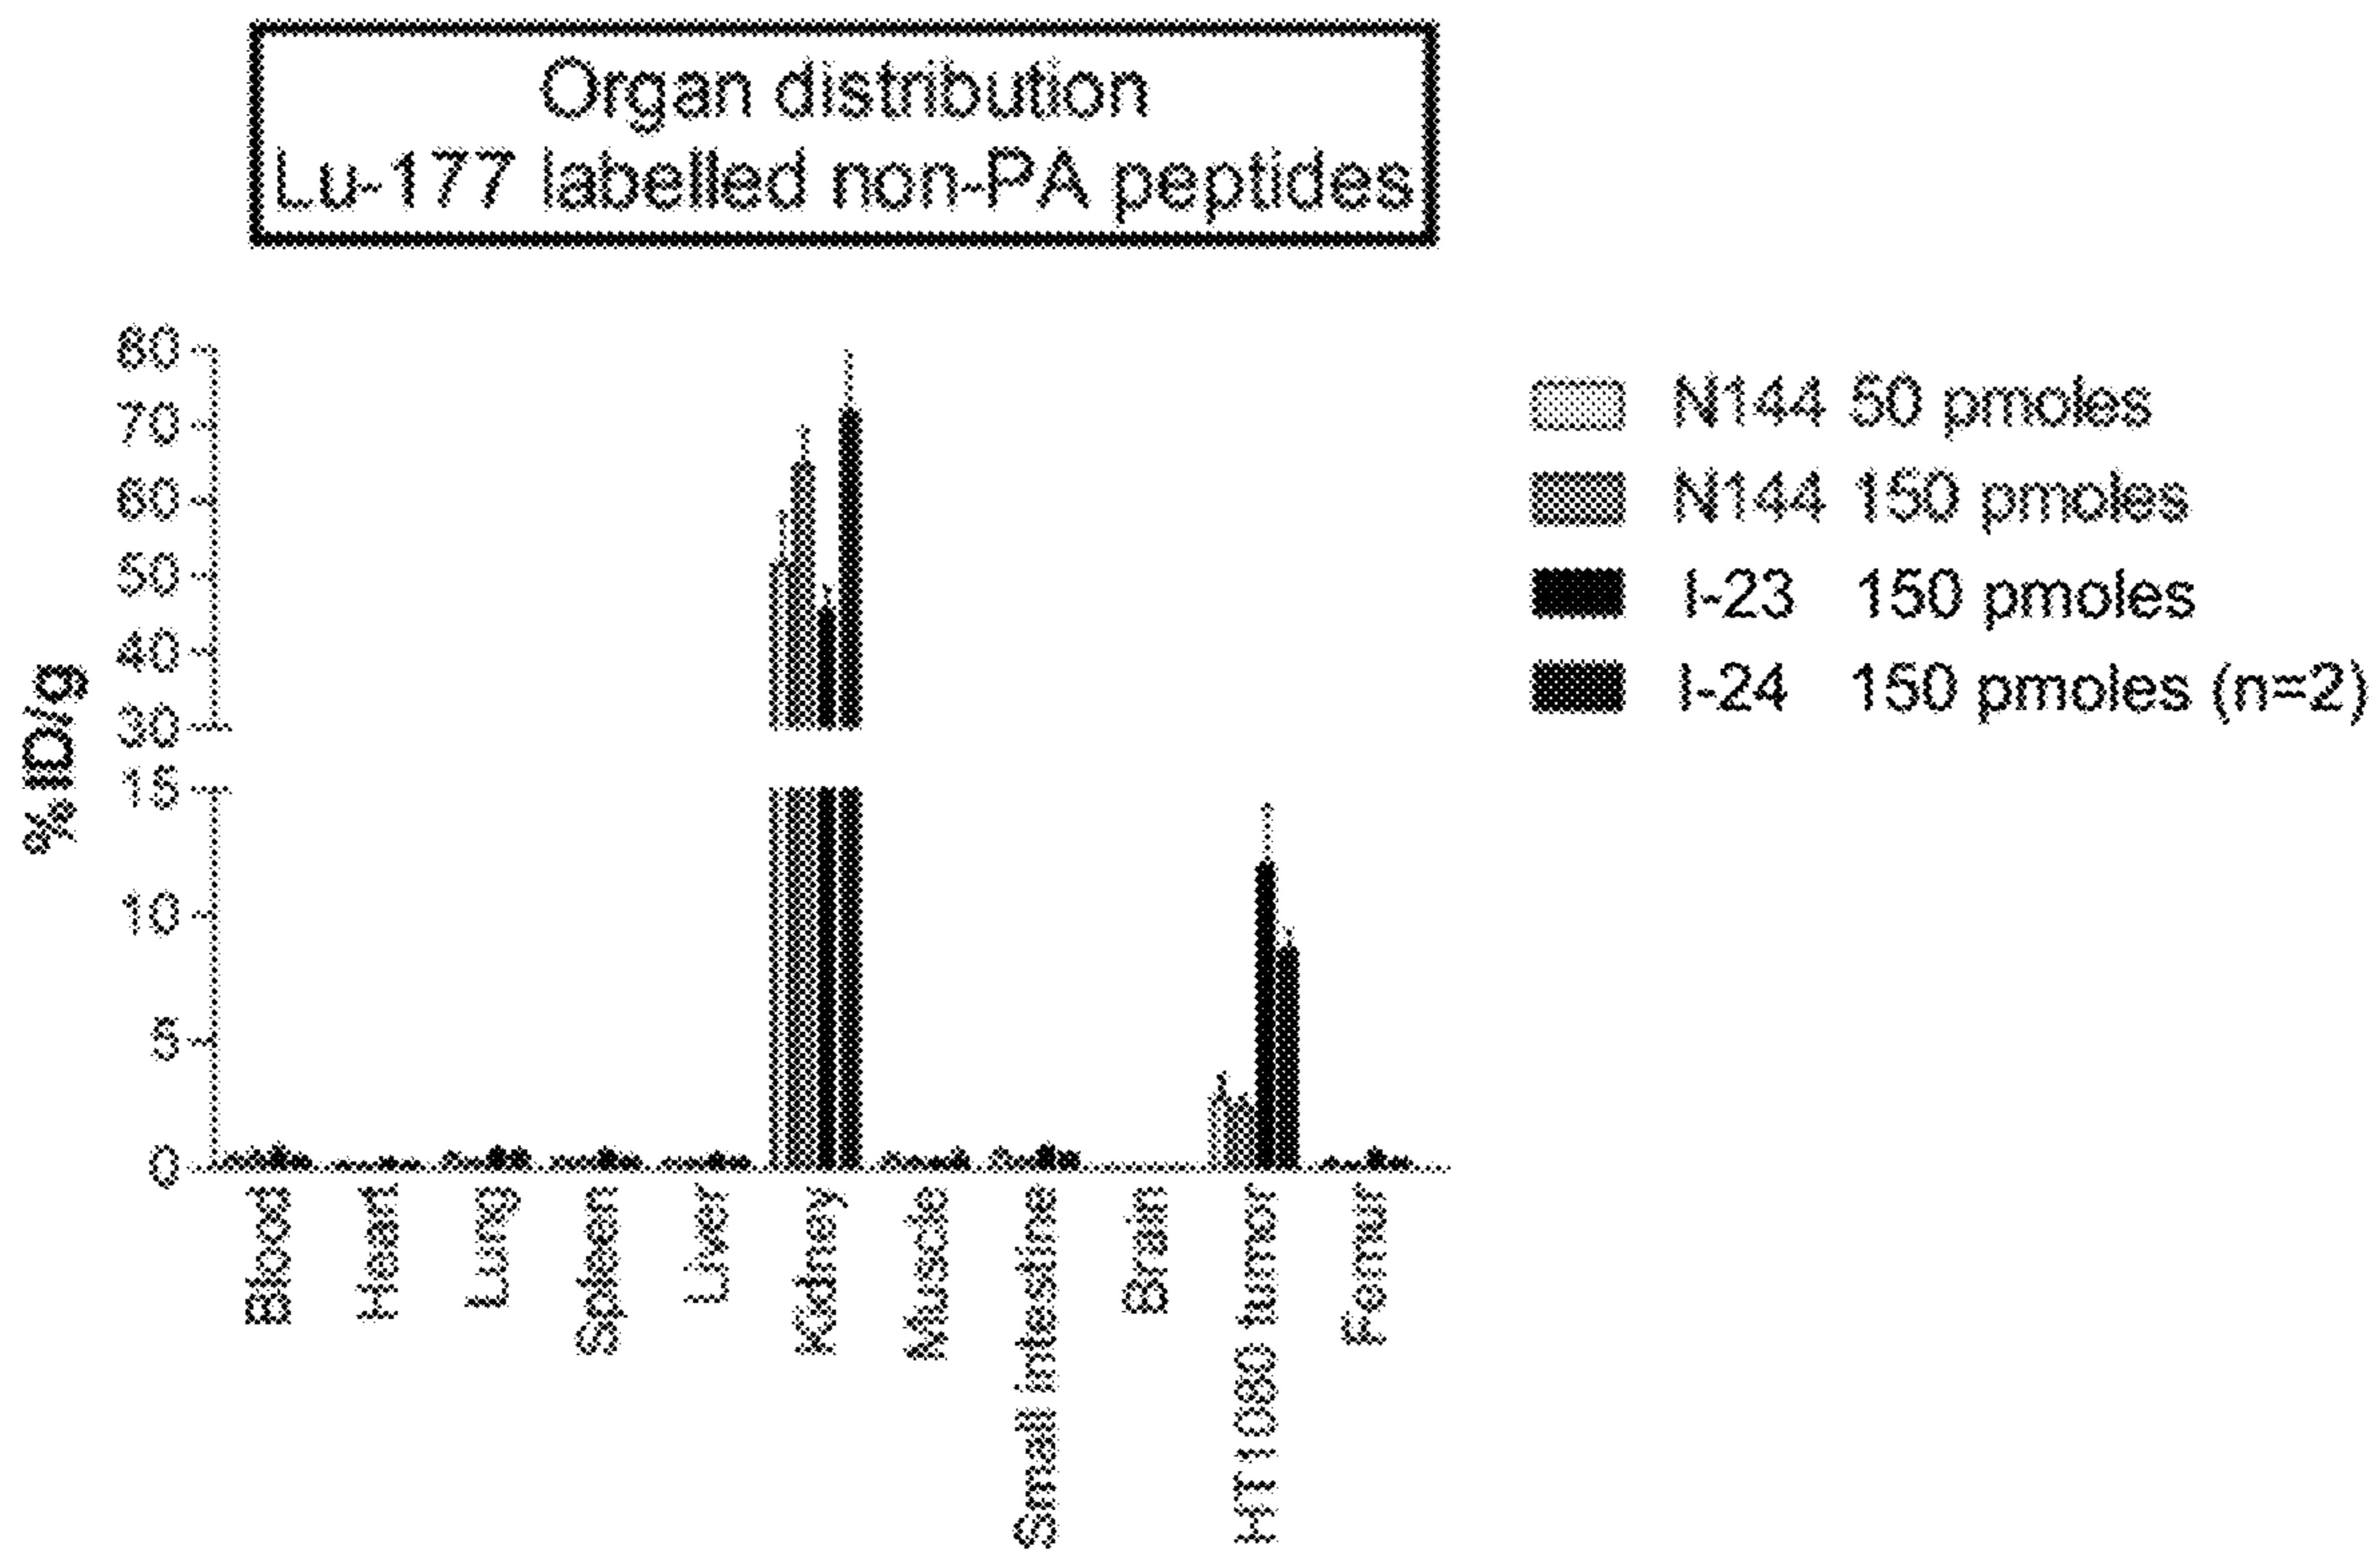 Organ distribution
Lu-177 labelled non-PA peptides
80
70
60
50
40
30
15
10
5
0
% ID/g
N144 50 pmoles
N144 150 pmoles
I-23 150 pmoles
I-24 150 pmoles (n=2)
Blood
Heart
Lung
Spleen
Liver
Kidney
Muscle
Small intestine
Brain
HT1080 tumor
Femur